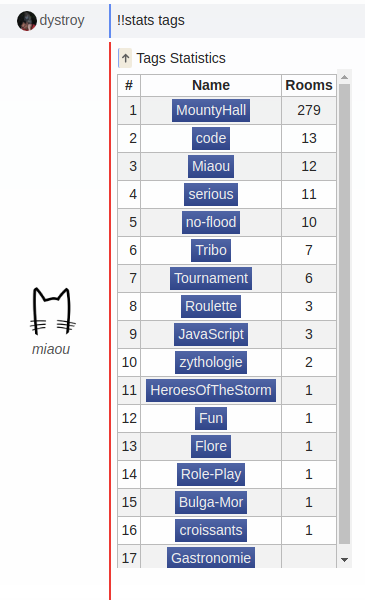 dystroy !!stats tags
↑ Tags Statistics
# Name Rooms
1 MountyHall 279
2 code 13
3 Miaou 12
4 serious 11
5 no-flood 10
6 Tribo 7
7 Tournament 6
8 Roulette 3
9 JavaScript 3
10 zythologie 2
11 HeroesOfTheStorm 1
12 Fun 1
13 Flore 1
14 Role-Play 1
15 Bulga-Mor 1
16 croissants 1
17 Gastronomie
miaou